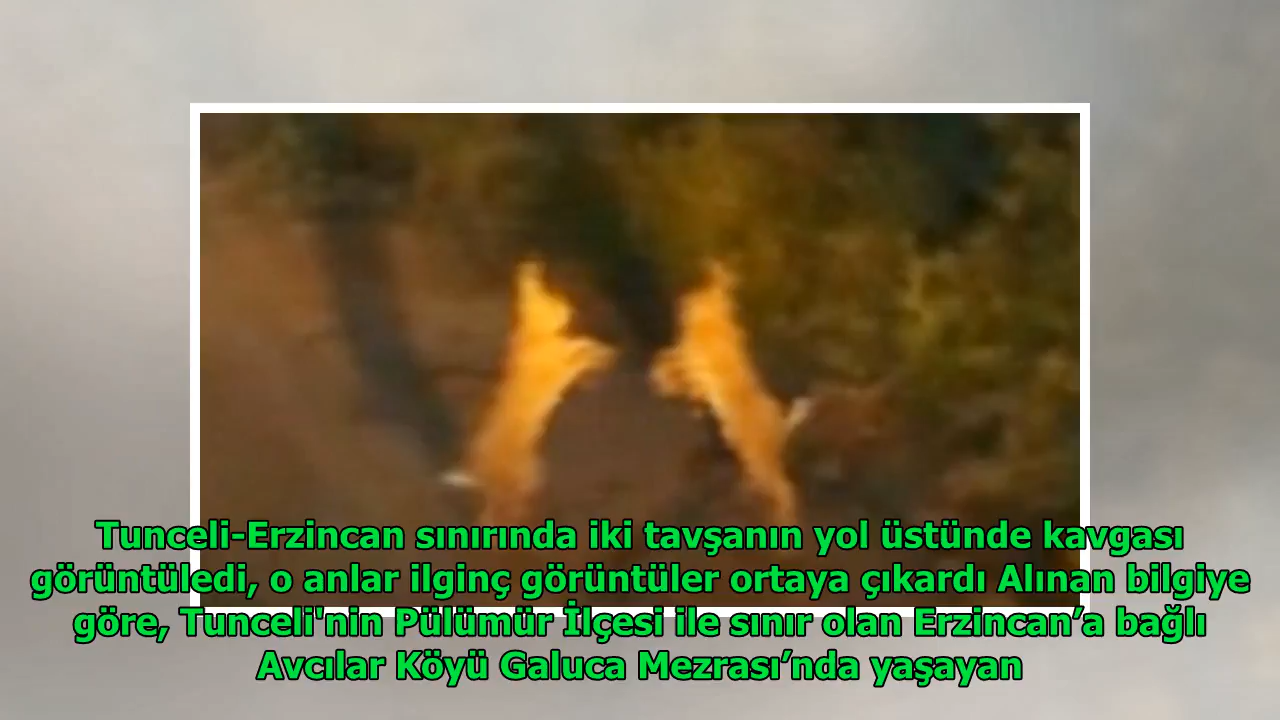 Tunceli-Erzincan sınırında iki tavşanın yol üstünde kavgası
görüntüledi, o anlar ilginç görüntüler ortaya çıkardı Alınan bilgiye
göre, Tunceli'nin Pülümür İlçesi ile sınır olan Erzincan’a bağlı
Avcılar Köyü Galuca Mezrası’nda yaşayan